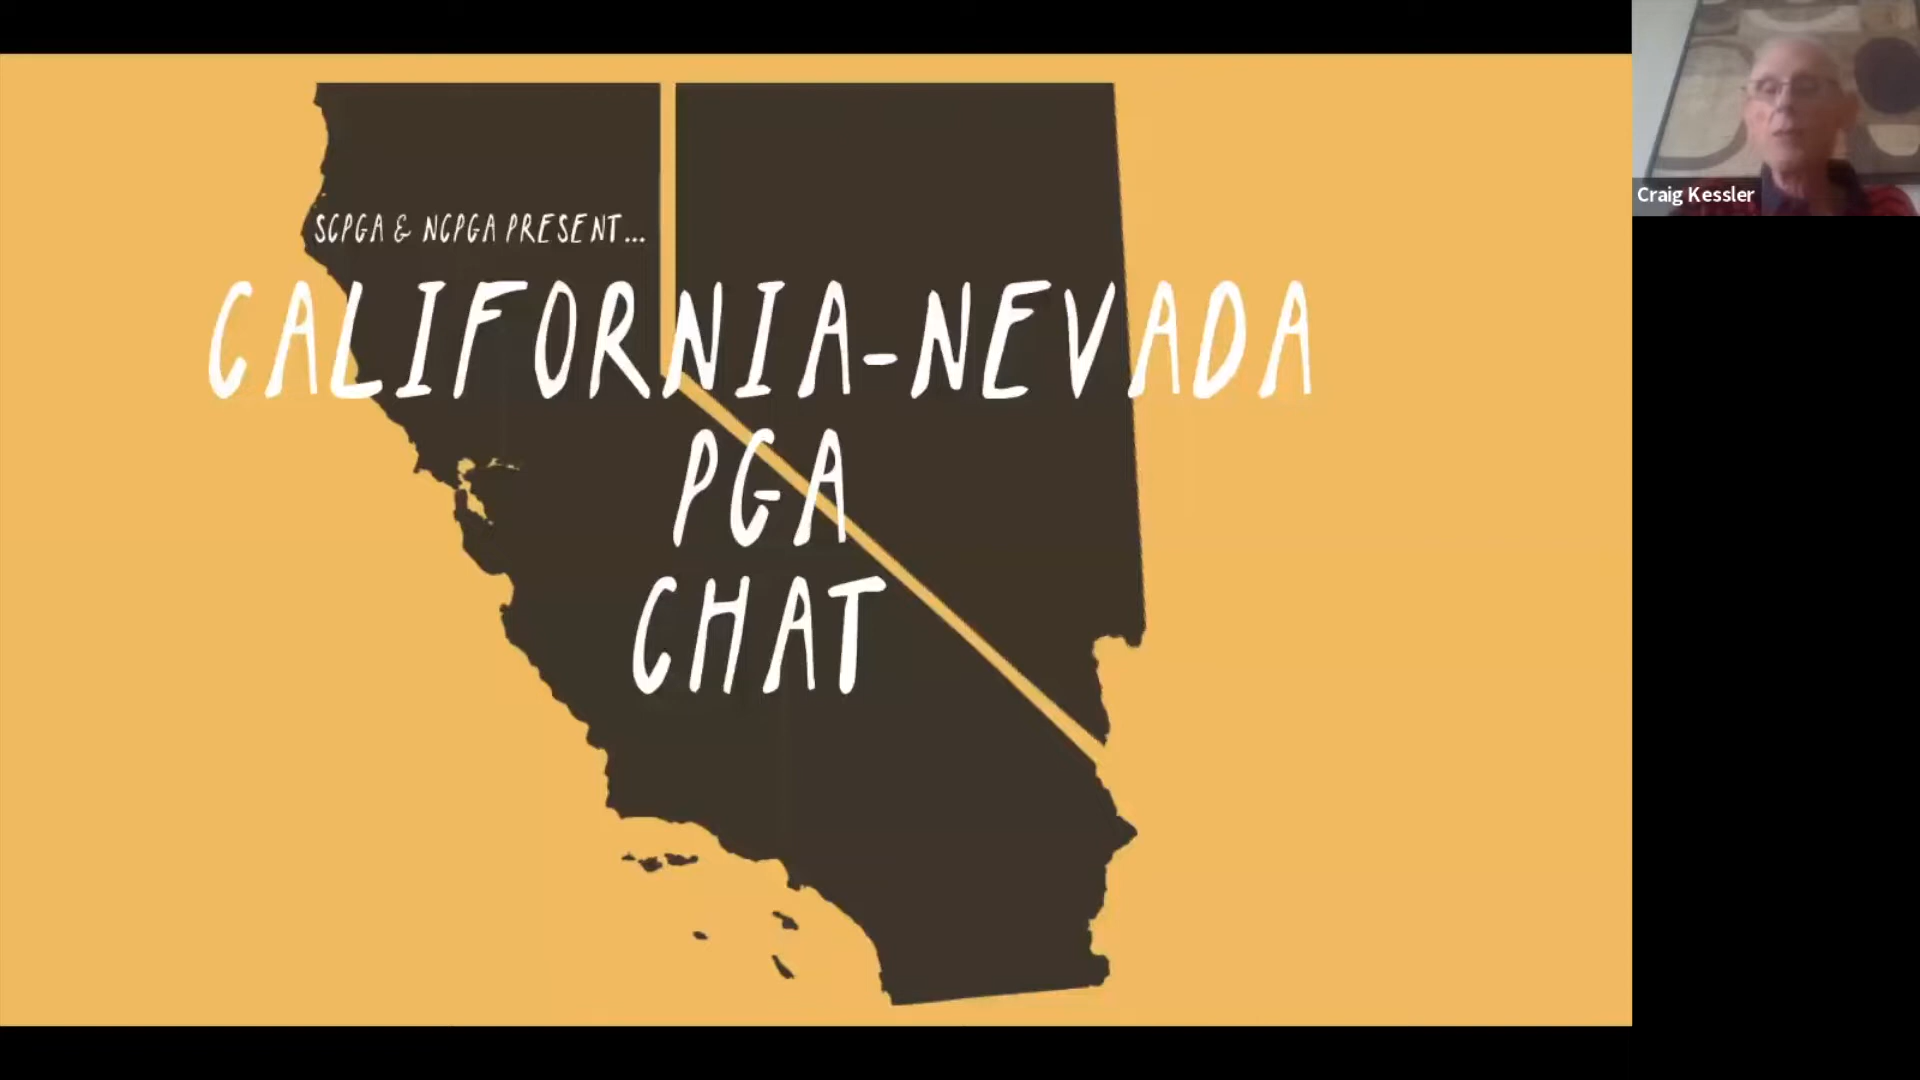 SCPGA & NCPGA PRESENT...
CALIFORNIA-NEVADA
PGA
CHAT
Craig Kessler